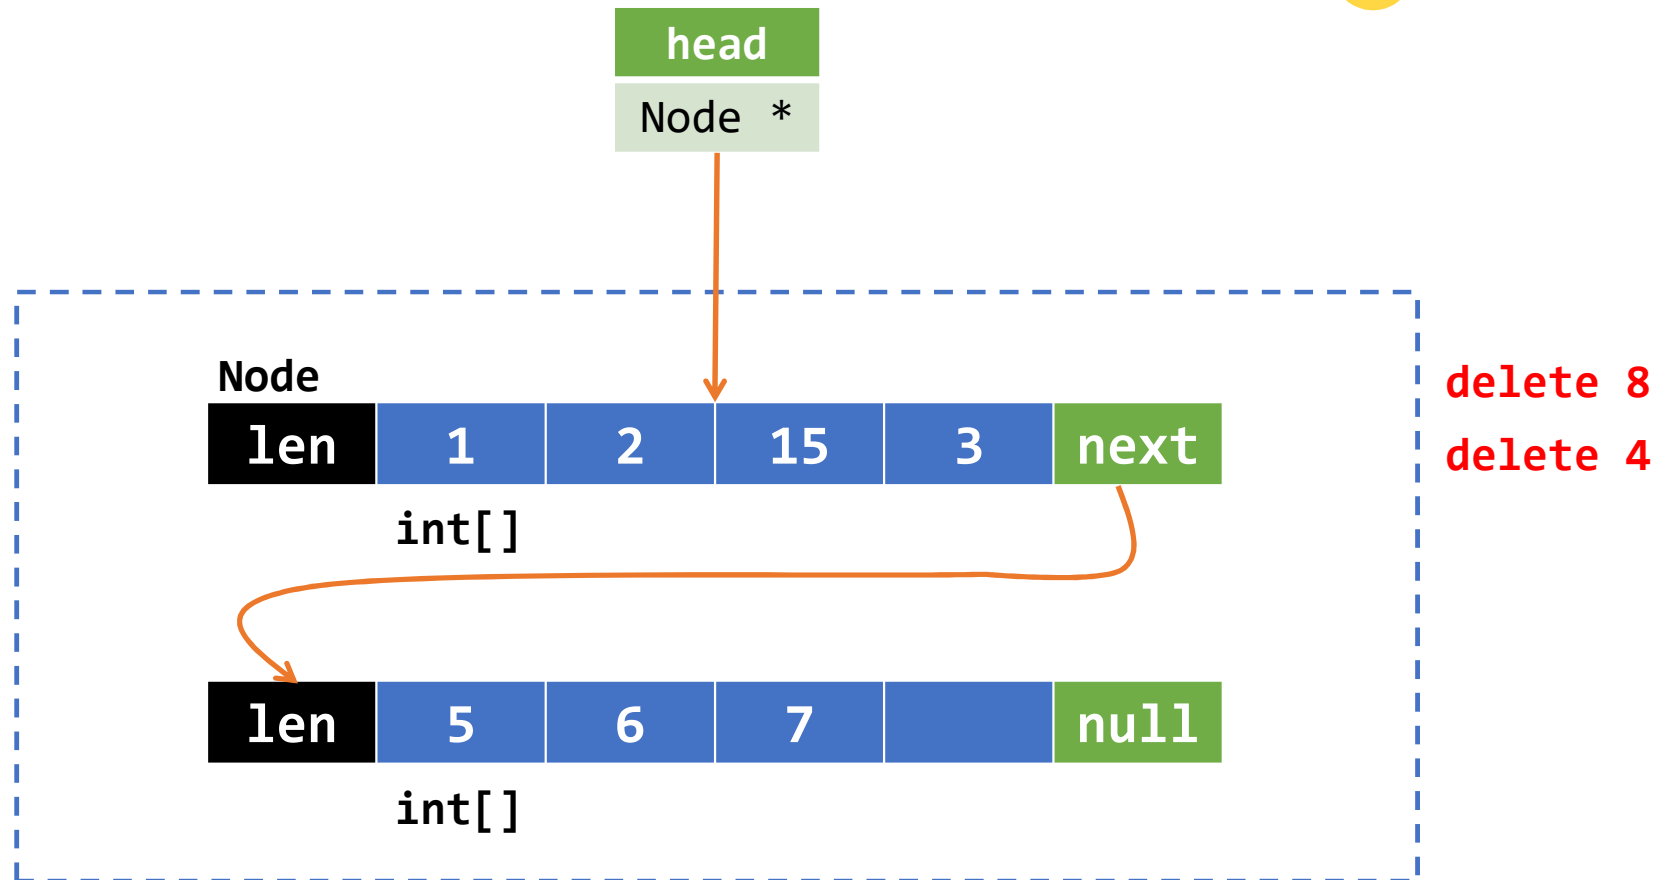 head
Node *
Node
len 1 2 15 3 next
int[]
len 5 6 7 null
int[]
delete 8
delete 4